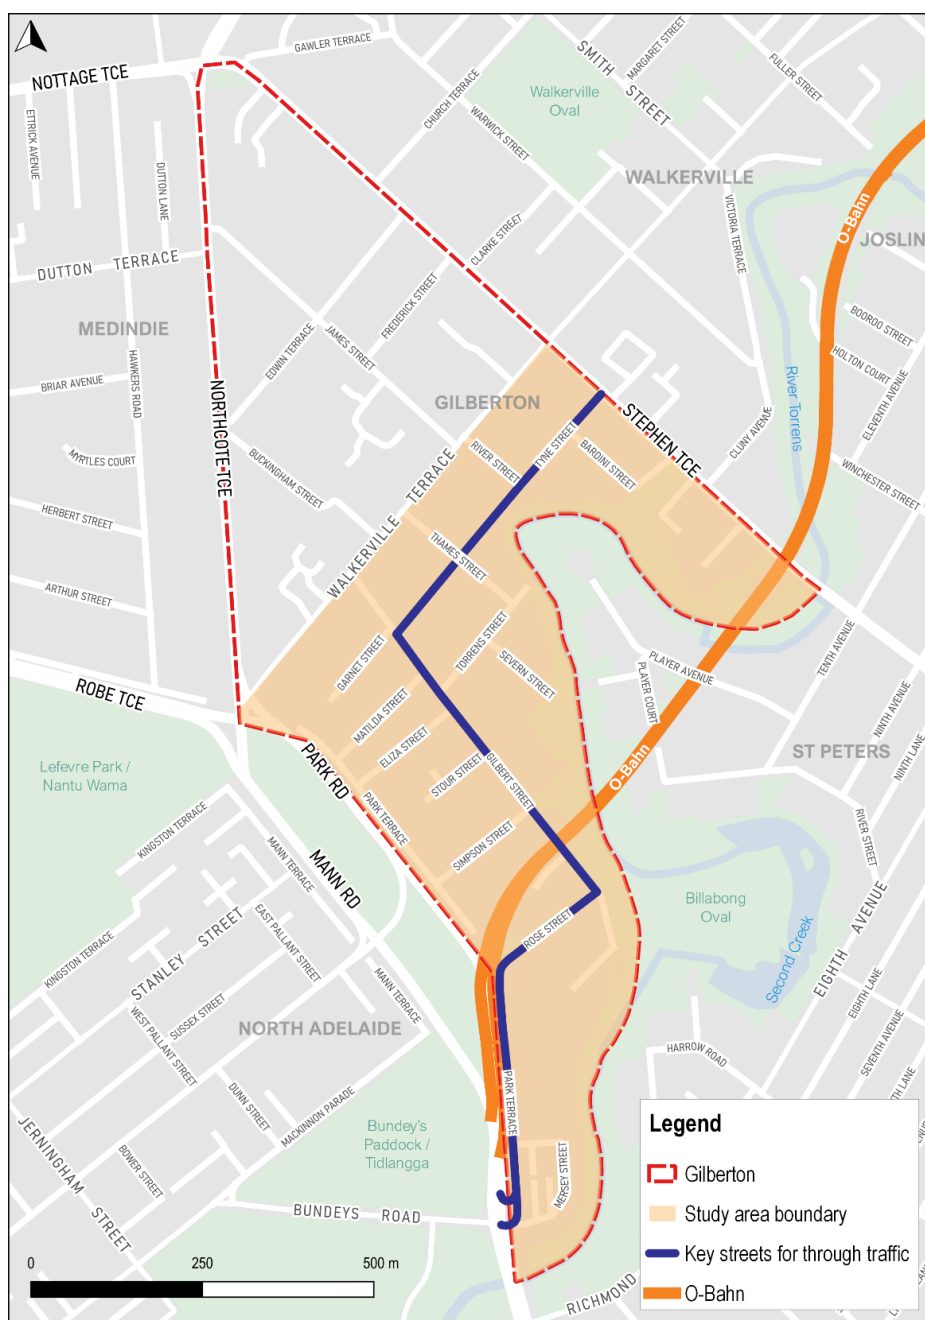 GAWLER TERRACE
NOTTAGE TCE
SMITH STREET
MARGARET STREET
FULLER STREET
ETTRICK AVENUE
CHURCH TERRACE
Walkerville
Oval
WARWICK STREET
DUTTON LANE
WALKERVILLE
VICTORIA TERRACE
O-Bahn
JOSLIN
CLARKE STREET
DUTTON TERRACE
FREDERICK STREET
MEDINDIE
EDWIN TERRACE
JAMES STREET
BOOROO STREET
HOLTON COURT
HAWKERS ROAD
BRIAR AVENUE
NORTHCOTE TCE
GILBERTON
STEPHEN TCE
River Torrens
ELEVENTH AVENUE
CLUNY AVENUE
TYNE STREET
BARDINI STREET
RIVER STREET
MYRTLES COURT
BUCKINGHAM STREET
WINCHESTER STREET
HERBERT STREET
WALKERVILLE TERRACE
THAMES STREET
ARTHUR STREET
TORRENS STREET
GARNET STREET
SEVERN STREET
PLAYER AVENUE
TENTH AVENUE
ROBE TCE
MATILDA STREET
PLAYER COURT
NINTH AVENUE
ELIZA STREET
ST PETERS
NINTH LANE
Lefevre Park /
Nantu Wama
PARK RD
STOUR STREET
GILBERT STREET
O-Bahn
PARK TERRACE
KINGSTON TERRACE
SIMPSON STREET
RIVER STREET
MANN TERRACE
MANN RD
Billabong
Oval
EIGHTH AVENUE
STANLEY STREET
EAST PALLANT STREET
ROSE STREET
KINGSTON TERRACE
Second Creek
MANN TERRACE
SUSSEX STREET
WEST PALLANT STREET
NORTH ADELAIDE
EIGHTH LANE
SEVENTH AVENUE
HARROW ROAD
DUNN STREET
MACKINNON PARADE
PARK TERRACE
JERNINGHAM STREET
BOWER STREET
Bundey's
Paddock /
Tidlangga
MERSEY STREET
BUNDEYS ROAD
RICHMOND
Legend
Gilberton
Study area boundary
Key streets for through traffic
O-Bahn
0 250 500 m